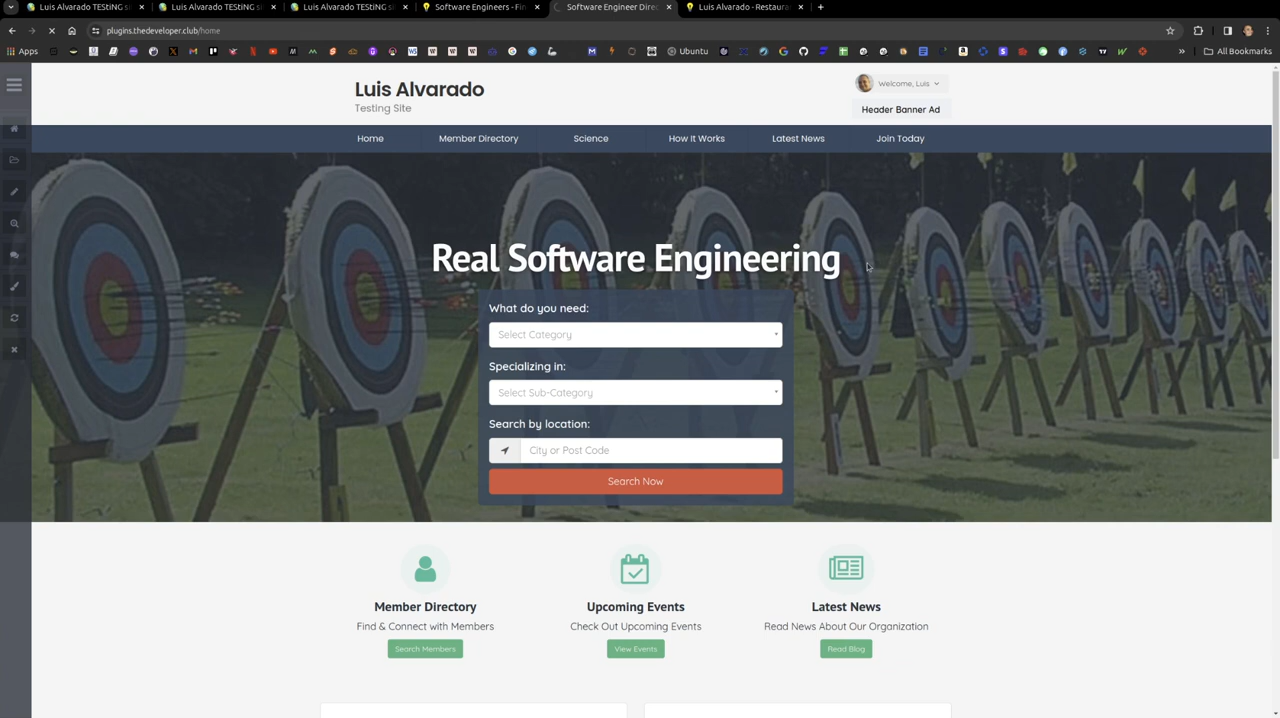 Luis Alvarado TESTiNG s
Luis Alvarado TESTiNG s
Luis Alvarado TESTiNG s
Software Engineers - Fin
Software Engineer Dire
Luis Alvarado - Restaura
plugins.thedeveloper.club/home
Apps
Ubuntu
All Bookmarks
Luis Alvarado
Testing Site
Welcome, Luis
Header Banner Ad
Home
Member Directory
Science
How It Works
Latest News
Join Today
Real Software Engineering
What do you need:
Select Category
Specializing in:
Select Sub-Category
Search by location:
City or Post Code
Search Now
Member Directory
Upcoming Events
Latest News
Find & Connect with Members
Check Out Upcoming Events
Read News About Our Organization
Search Members
View Events
Read Blog